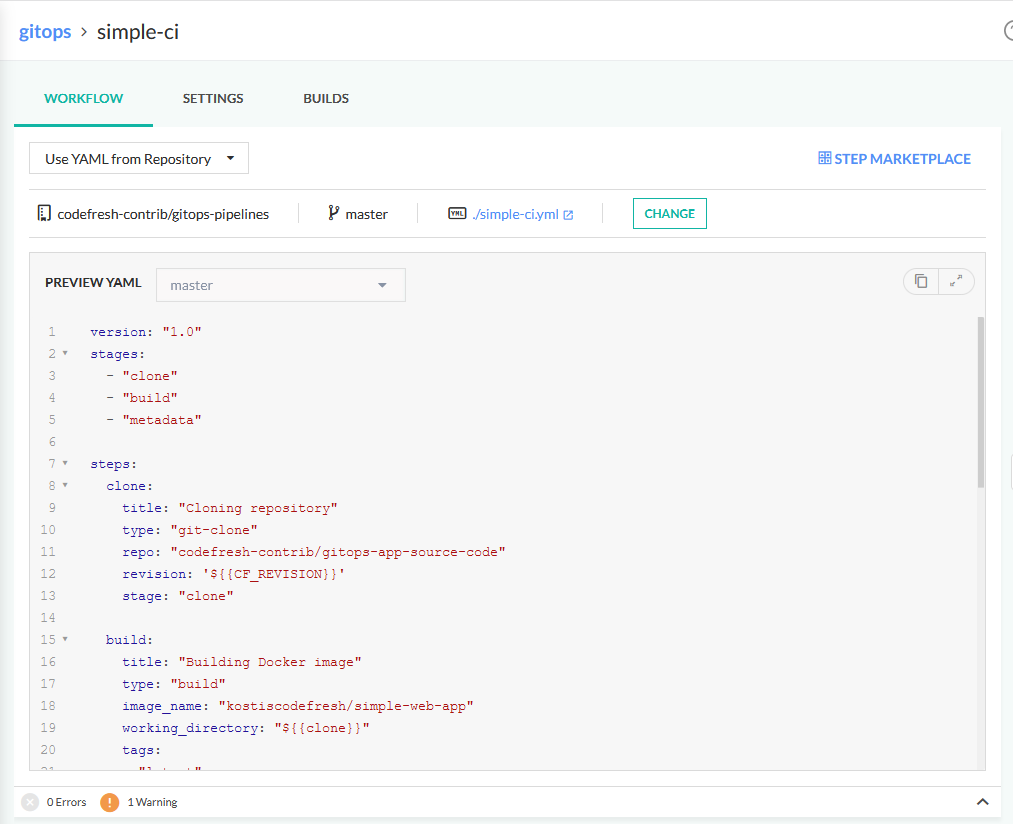 gitops > simple-ci
WORKFLOW SETTINGS BUILDS
Use YAML from Repository STEP MARKETPLACE
codefresh-contrib/gitops-pipelines master YML ./simple-ci.yml CHANGE
PREVIEW YAML master
1 version: "1.0"
2 stages:
3 - "clone"
4 - "build"
5 - "metadata"
6
7 steps:
8 clone:
9 title: "Cloning repository"
10 type: "git-clone"
11 repo: "codefresh-contrib/gitops-app-source-code"
12 revision: '${{CF_REVISION}}'
13 stage: "clone"
14
15 build:
16 title: "Building Docker image"
17 type: "build"
18 image_name: "kostiscodefresh/simple-web-app"
19 working_directory: "${{clone}}"
20 tags:
0 Errors 1 Warning